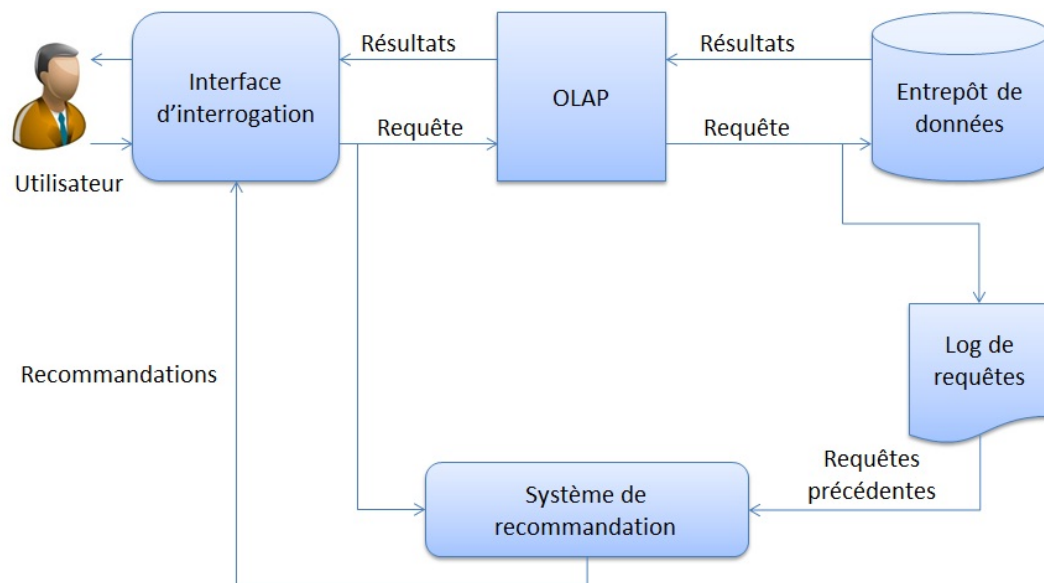 Résultats
Résultats
Interface
d’interrogation
OLAP
Entrepôt de
données
Requête
Requête
Utilisateur
Log de
requêtes
Recommandations
Requêtes
précédentes
Système de
recommandation